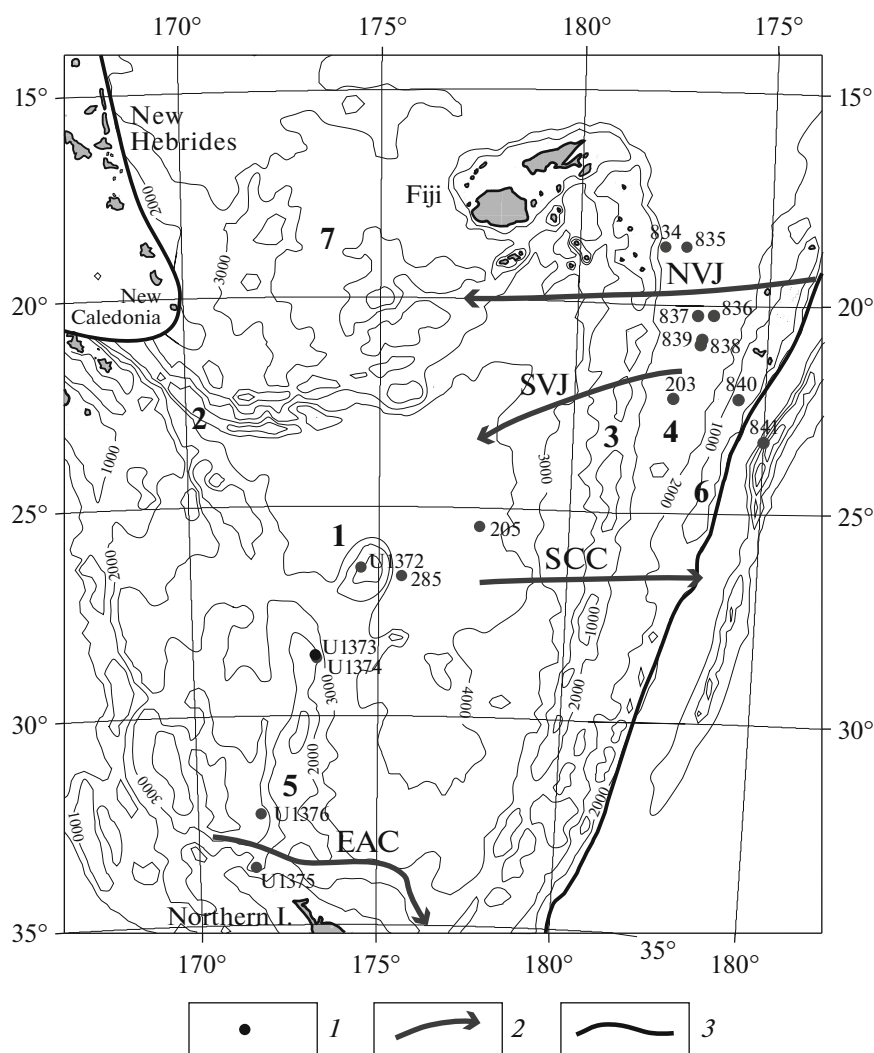 170° 175° 180° 175°
15° 15°
New
Hebrides
2000
Fiji
834 835
7
3000
NVJ
20° 20°
New
Caledonia
837 836
839 838
SVJ
203 840
2
3 4
841
1000
1000
3000
6
2000
25° 25°
205
1
U1372
SCC
285
2000
1000
U1373
U1374
3000
4000
2000
30° 30°
2000
5
3000
U1376
2000
1000
EAC
U1375
Northern I.
35° 35°
170° 175° 180° 180°
1 2 3